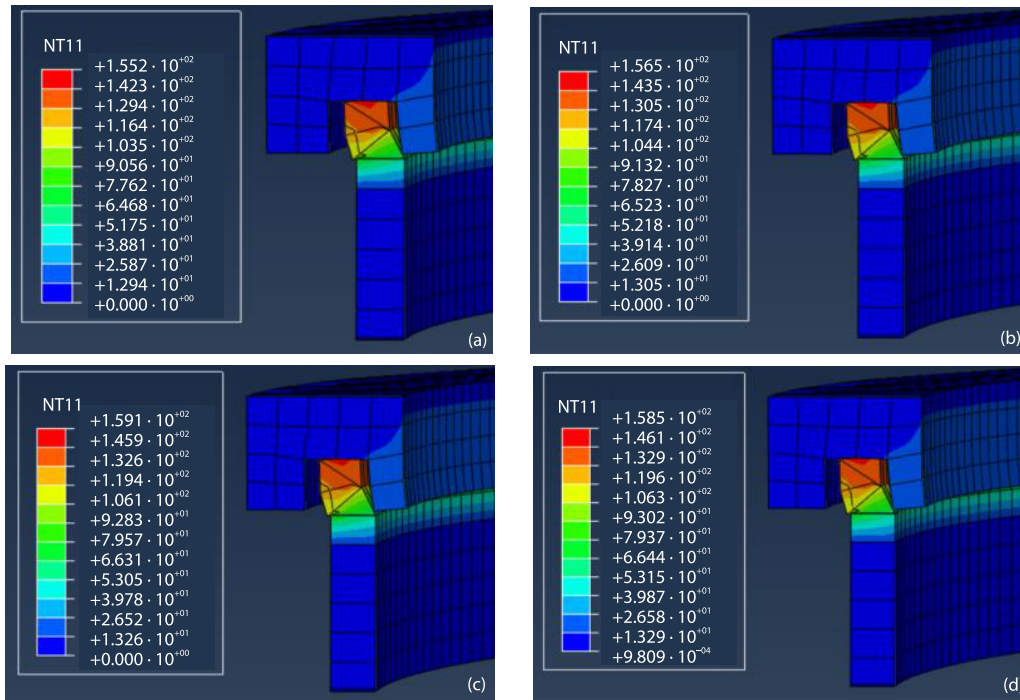 NT11
+1.552 · 10⁺⁰²
+1.423 · 10⁺⁰²
+1.294 · 10⁺⁰²
+1.164 · 10⁺⁰²
+1.035 · 10⁺⁰²
+9.056 · 10⁺⁰¹
+7.762 · 10⁺⁰¹
+6.468 · 10⁺⁰¹
+5.175 · 10⁺⁰¹
+3.881 · 10⁺⁰¹
+2.587 · 10⁺⁰¹
+1.294 · 10⁺⁰¹
+0.000 · 10⁺⁰⁰
(a)
NT11
+1.565 · 10⁺⁰²
+1.435 · 10⁺⁰²
+1.305 · 10⁺⁰²
+1.174 · 10⁺⁰²
+1.044 · 10⁺⁰²
+9.132 · 10⁺⁰¹
+7.827 · 10⁺⁰¹
+6.523 · 10⁺⁰¹
+5.218 · 10⁺⁰¹
+3.914 · 10⁺⁰¹
+2.609 · 10⁺⁰¹
+1.305 · 10⁺⁰¹
+0.000 · 10⁺⁰⁰
(b)
NT11
+1.591 · 10⁺⁰²
+1.459 · 10⁺⁰²
+1.326 · 10⁺⁰²
+1.194 · 10⁺⁰²
+1.061 · 10⁺⁰²
+9.283 · 10⁺⁰¹
+7.957 · 10⁺⁰¹
+6.631 · 10⁺⁰¹
+5.305 · 10⁺⁰¹
+3.978 · 10⁺⁰¹
+2.652 · 10⁺⁰¹
+1.326 · 10⁺⁰¹
+0.000 · 10⁺⁰⁰
(c)
NT11
+1.585 · 10⁺⁰²
+1.461 · 10⁺⁰²
+1.329 · 10⁺⁰²
+1.196 · 10⁺⁰²
+1.063 · 10⁺⁰²
+9.302 · 10⁺⁰¹
+7.937 · 10⁺⁰¹
+6.644 · 10⁺⁰¹
+5.315 · 10⁺⁰¹
+3.987 · 10⁺⁰¹
+2.658 · 10⁺⁰¹
+1.329 · 10⁺⁰¹
+9.809 · 10⁻⁰⁴
(d